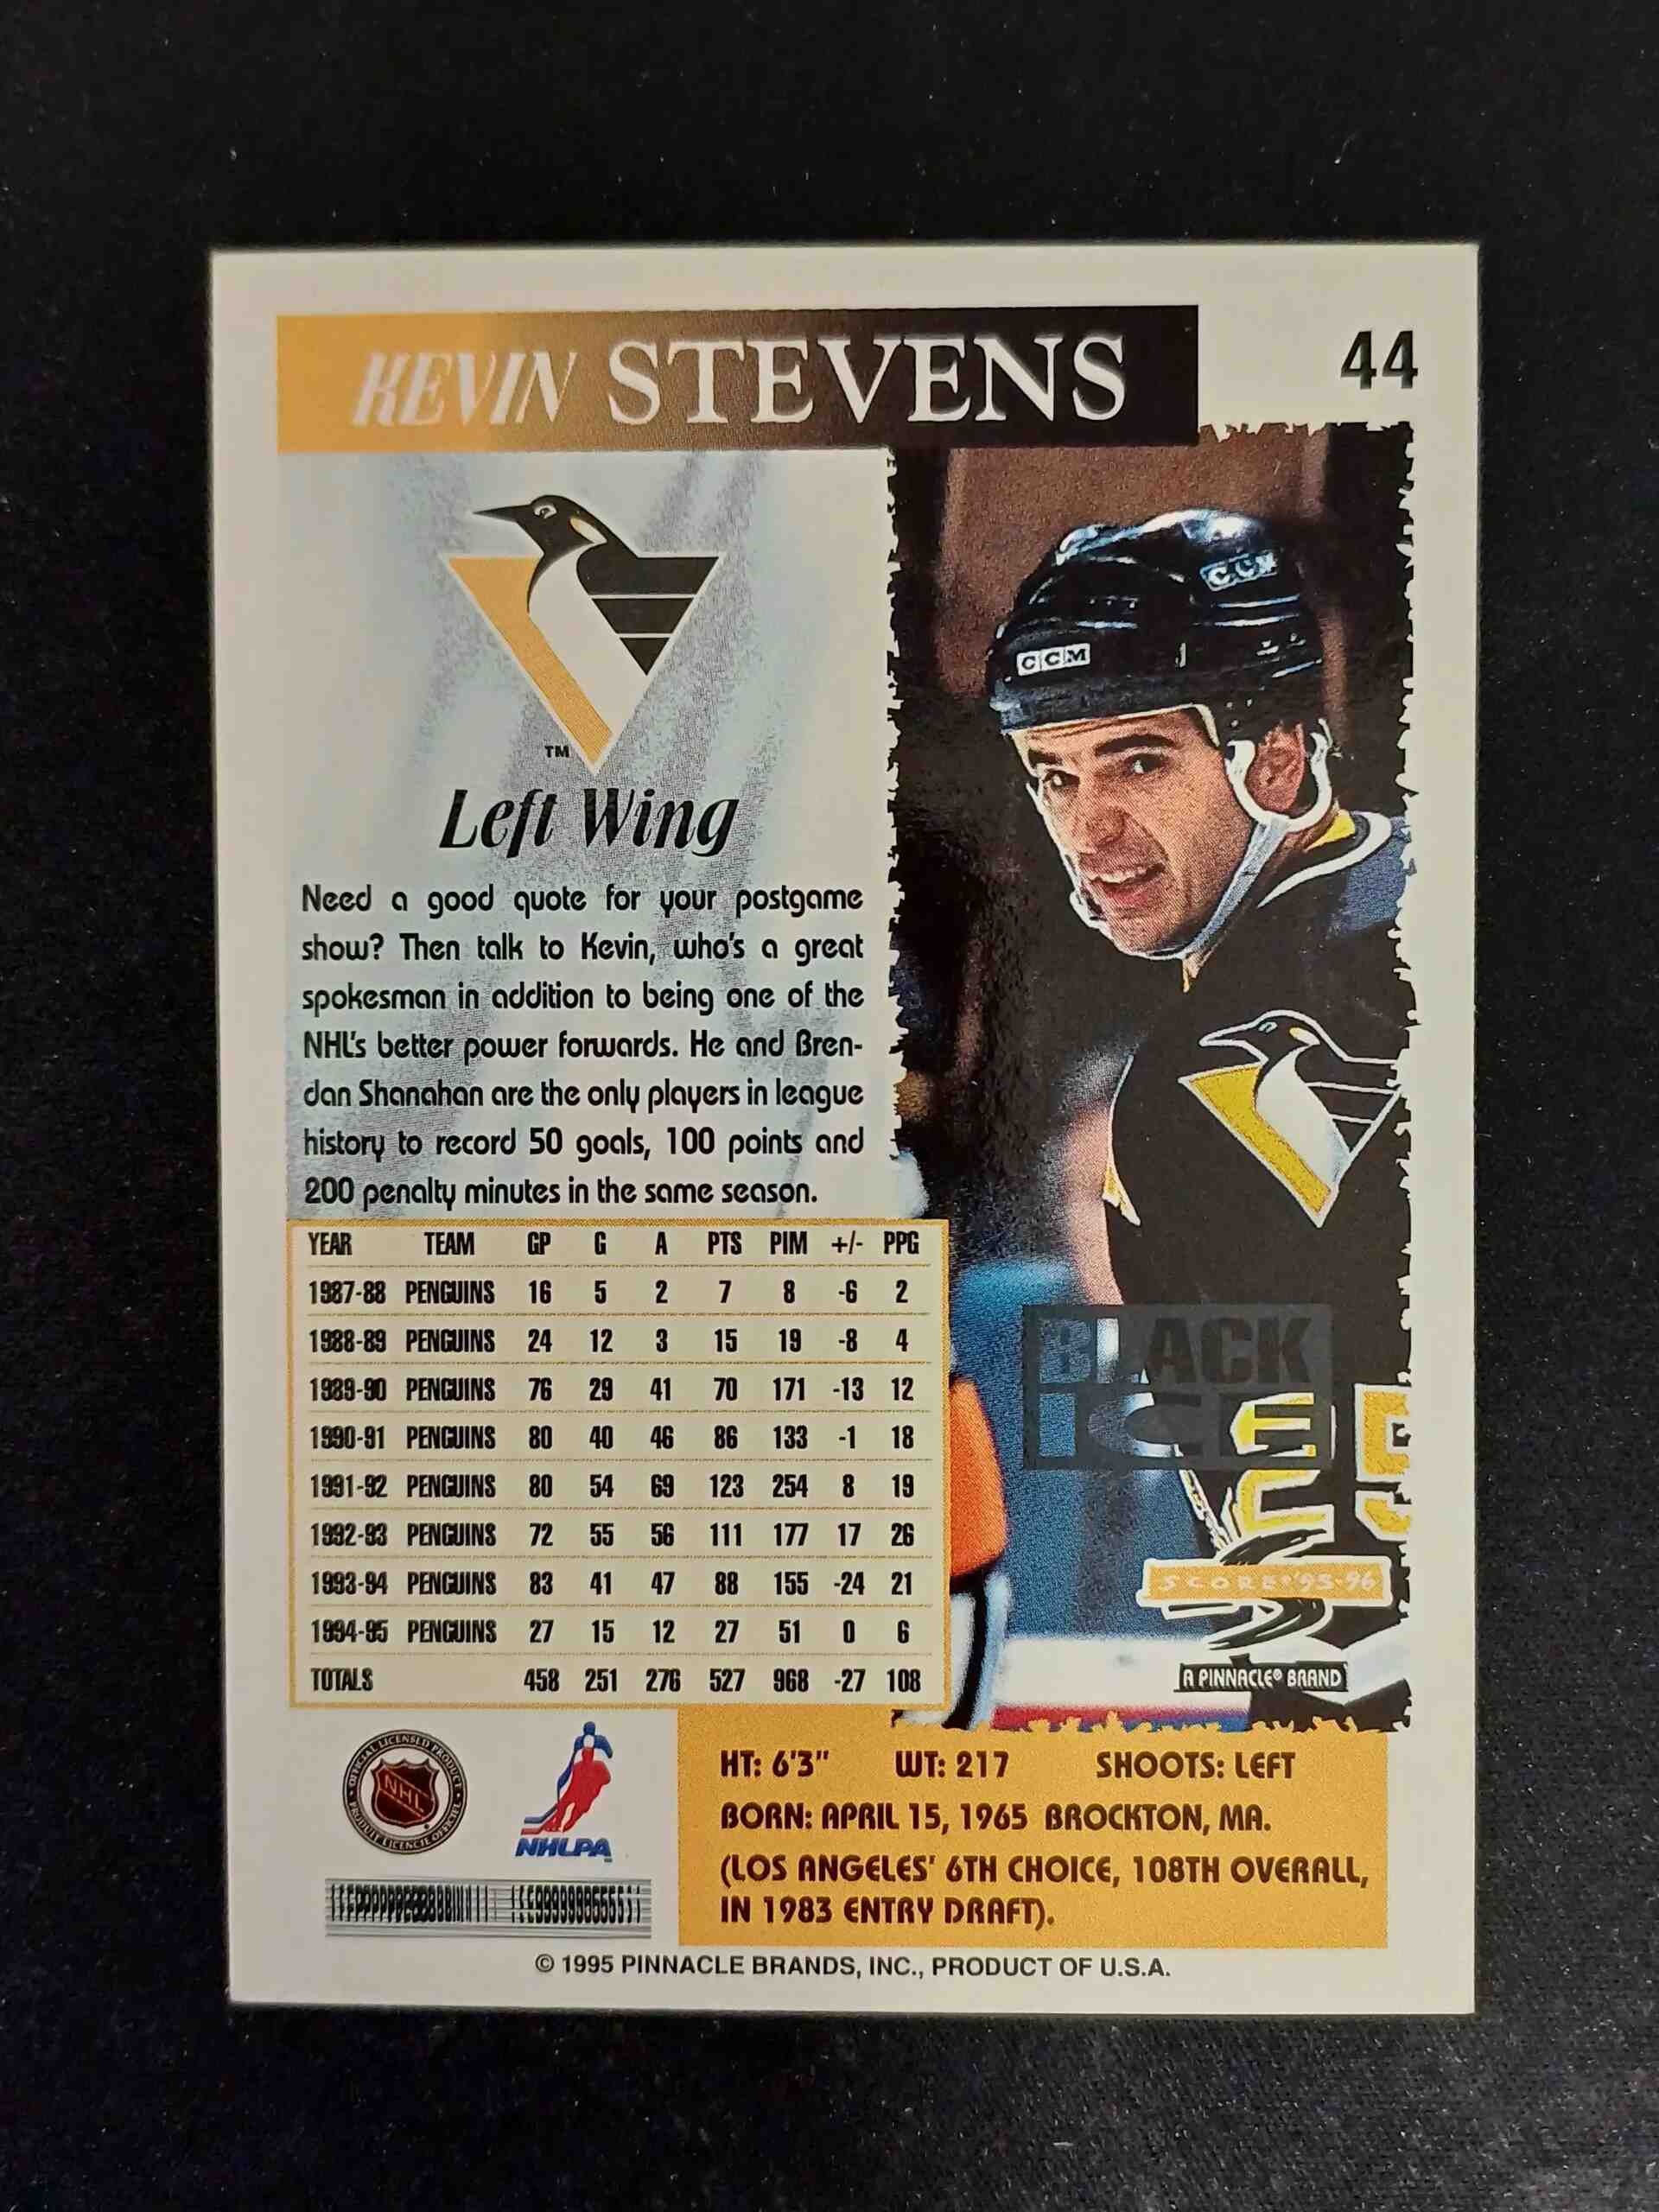 KEVIN STEVENS
44
CCM
CCM
TM
Left Wing
Need a good quote for your postgame
show? Then talk to Kevin, who's a great
spokesman in addition to being one of the
NHL's better power forwards. He and Bren-
dan Shanahan are the only players in league
history to record 50 goals, 100 points and
200 penalty minutes in the same season.
YEAR TEAM GP G A PTS PIM +/- PPG
1987-88 PENGUINS 16 5 2 7 8 -6 2
1988-89 PENGUINS 24 12 3 15 19 -8 4
1989-90 PENGUINS 76 29 41 70 171 -13 12
1990-91 PENGUINS 80 40 46 86 133 -1 18
1991-92 PENGUINS 80 54 69 123 254 8 19
1992-93 PENGUINS 72 55 56 111 177 17 26
1993-94 PENGUINS 83 41 47 88 155 -24 21
1994-95 PENGUINS 27 15 12 27 51 0 6
TOTALS 458 251 276 527 968 -27 108
BLACK
ICE
SCORE® '95-96
A PINNACLE® BRAND
OFFICIAL LICENSED PRODUCT
NHL
PRODUIT LICENCIE OFFICIEL
NHLPA
HT: 6'3" WT: 217 SHOOTS: LEFT
BORN: APRIL 15, 1965 BROCKTON, MA.
(LOS ANGELES' 6TH CHOICE, 108TH OVERALL,
IN 1983 ENTRY DRAFT).
© 1995 PINNACLE BRANDS, INC., PRODUCT OF U.S.A.